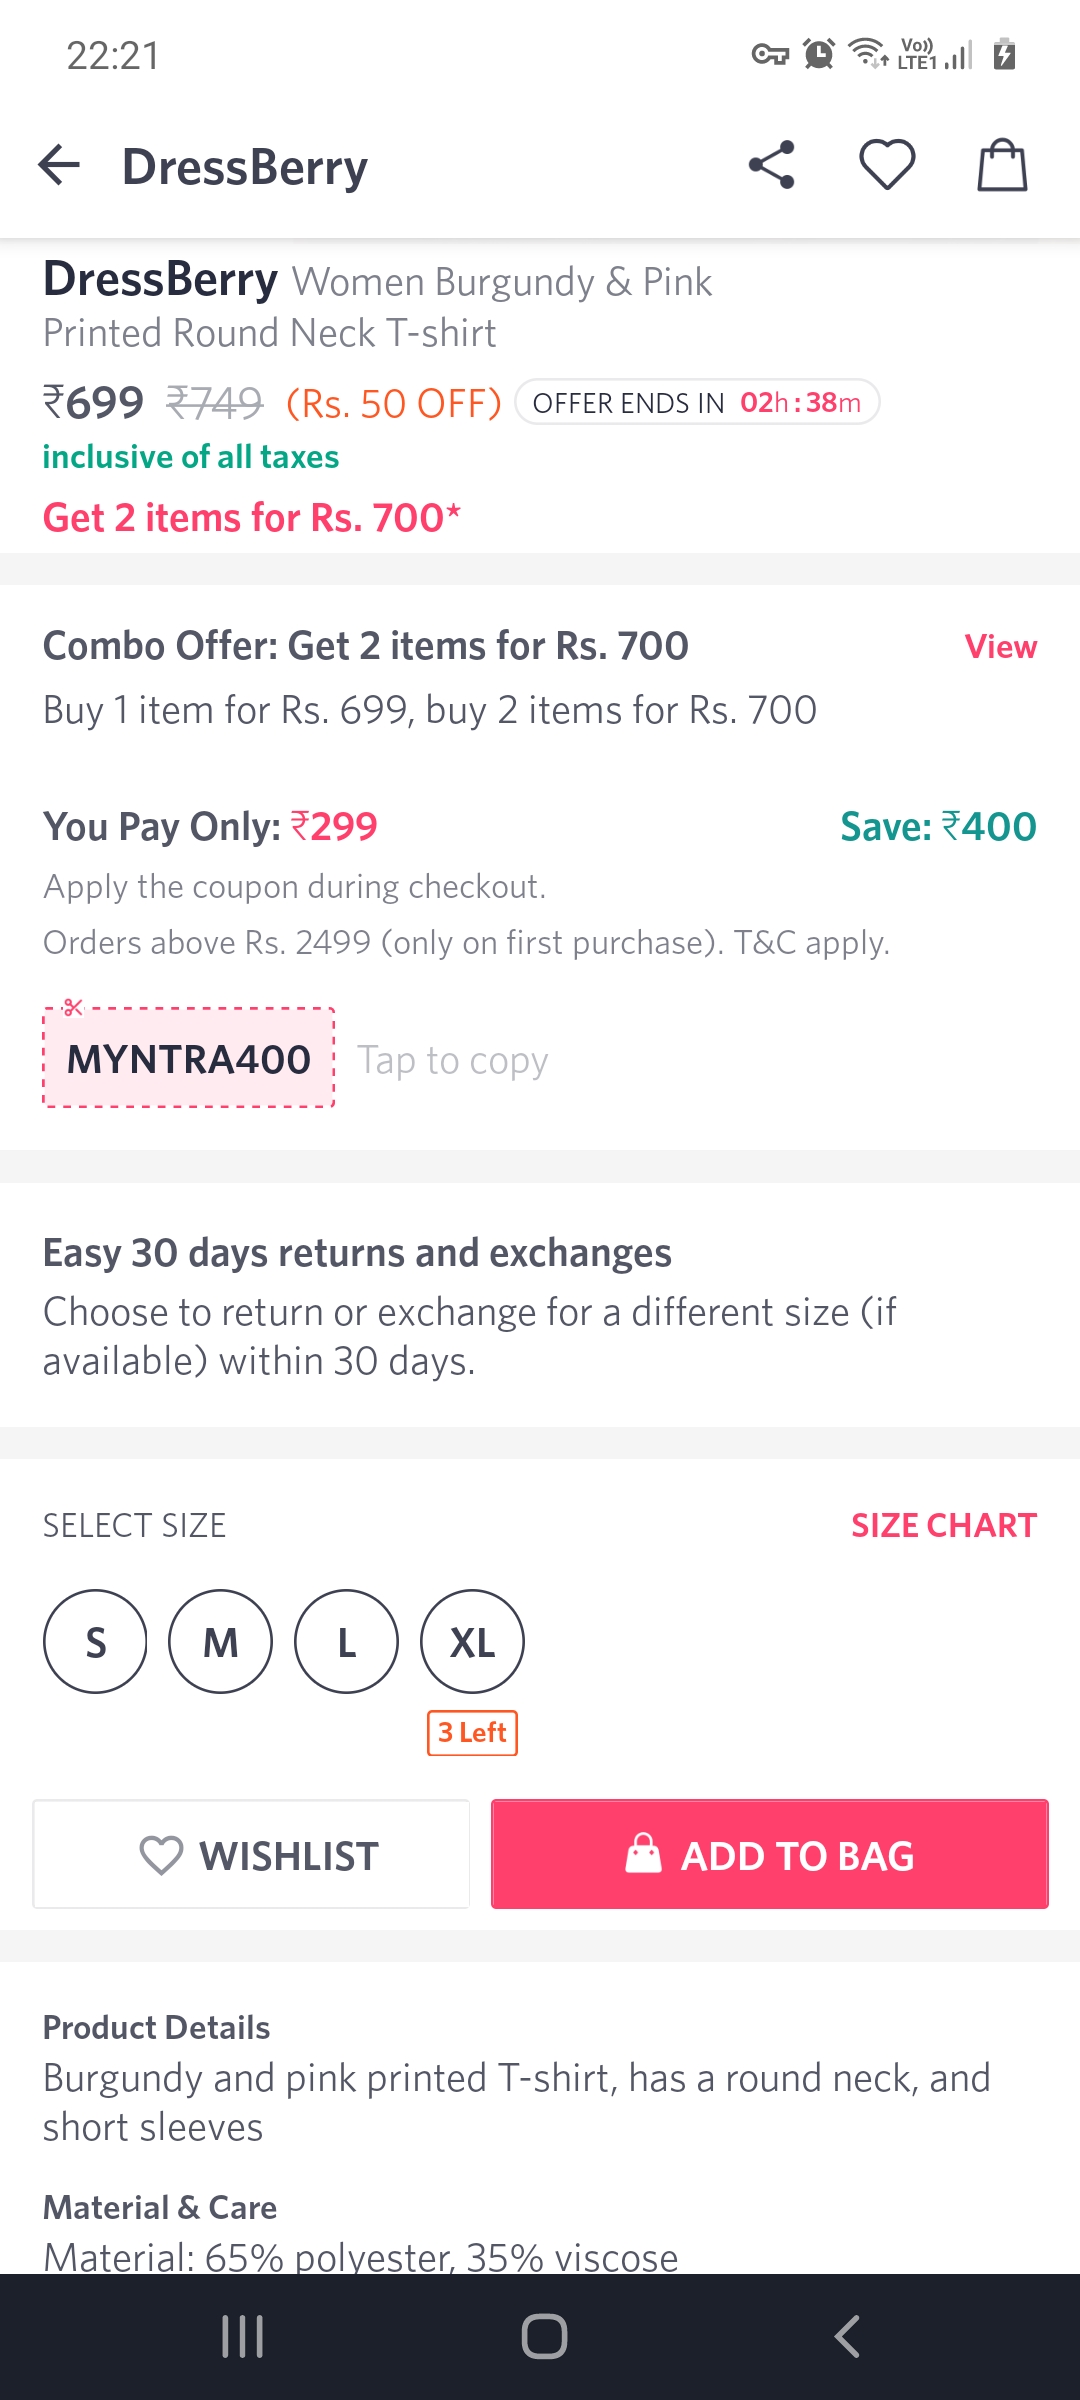 22:21
Vo)) LTE1
DressBerry
DressBerry Women Burgundy & Pink
Printed Round Neck T-shirt
₹699 ₹749 (Rs. 50 OFF) OFFER ENDS IN 02h : 38m
inclusive of all taxes
Get 2 items for Rs. 700*
Combo Offer: Get 2 items for Rs. 700 View
Buy 1 item for Rs. 699, buy 2 items for Rs. 700
You Pay Only: ₹299 Save: ₹400
Apply the coupon during checkout.
Orders above Rs. 2499 (only on first purchase). T&C apply.
MYNTRA400 Tap to copy
Easy 30 days returns and exchanges
Choose to return or exchange for a different size (if
available) within 30 days.
SELECT SIZE SIZE CHART
S M L XL
3 Left
WISHLIST ADD TO BAG
Product Details
Burgundy and pink printed T-shirt, has a round neck, and
short sleeves
Material & Care
Material: 65% polyester, 35% viscose